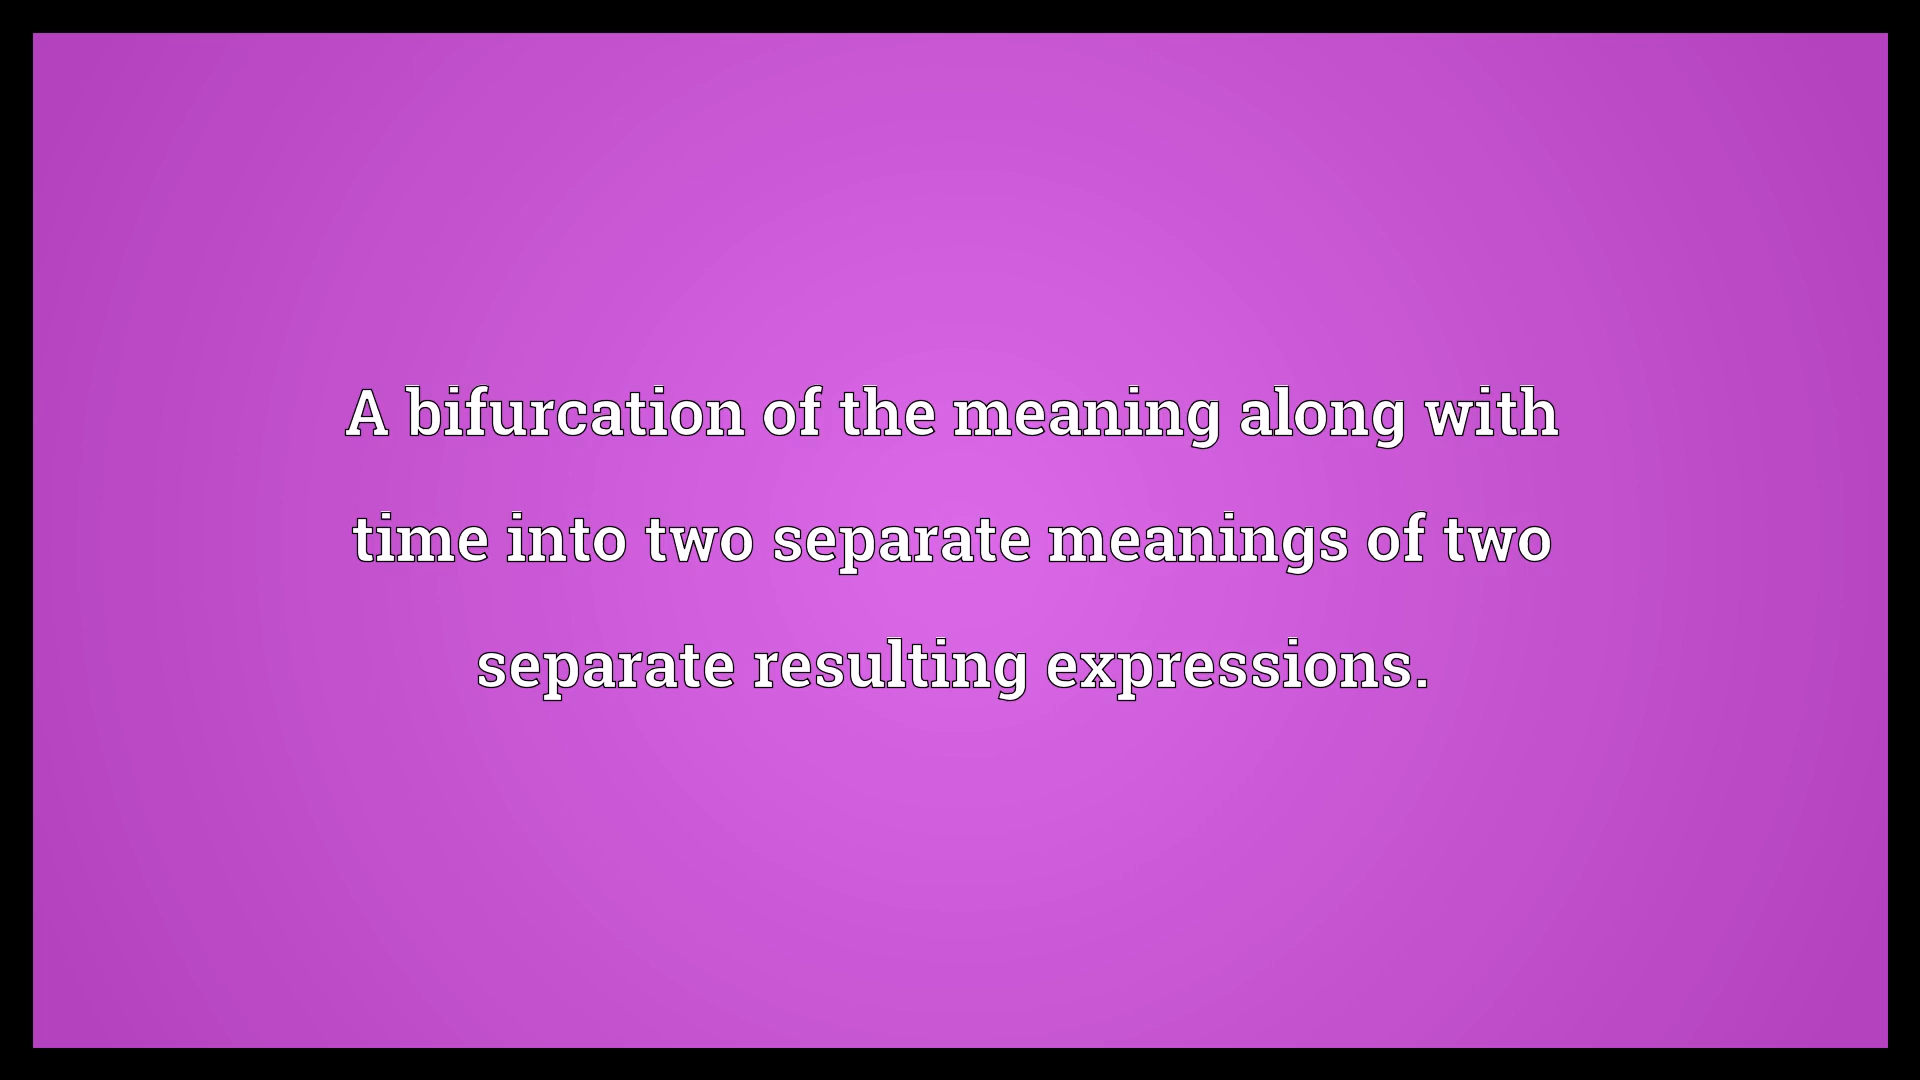 A bifurcation of the meaning along with
time into two separate meanings of two
separate resulting expressions.